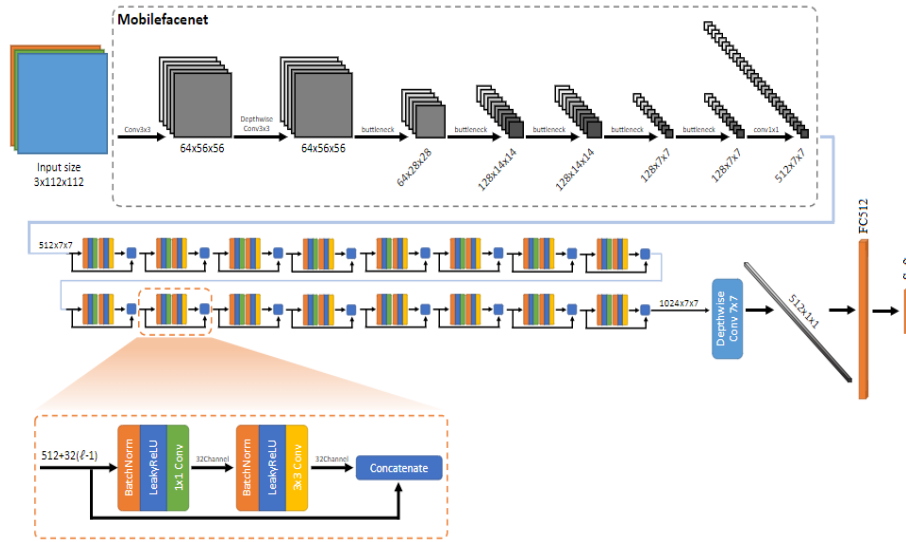 Mobilefacenet
Conv3x3
Depthwise
Conv3x3
buttleneck
buttleneck
buttleneck
buttleneck
buttleneck
conv1x1
64x56x56
64x56x56
64x28x28
128x14x14
128x14x14
128x7x7
128x7x7
512x7x7
Input size
3x112x112
512x7x7
1024x7x7
Depthwise
Conv 7x7
512x1x1
FC512
512+32(ℓ-1)
BatchNorm
LeakyReLU
1x1 Conv
32Channel
BatchNorm
LeakyReLU
3x3 Conv
32Channel
Concatenate